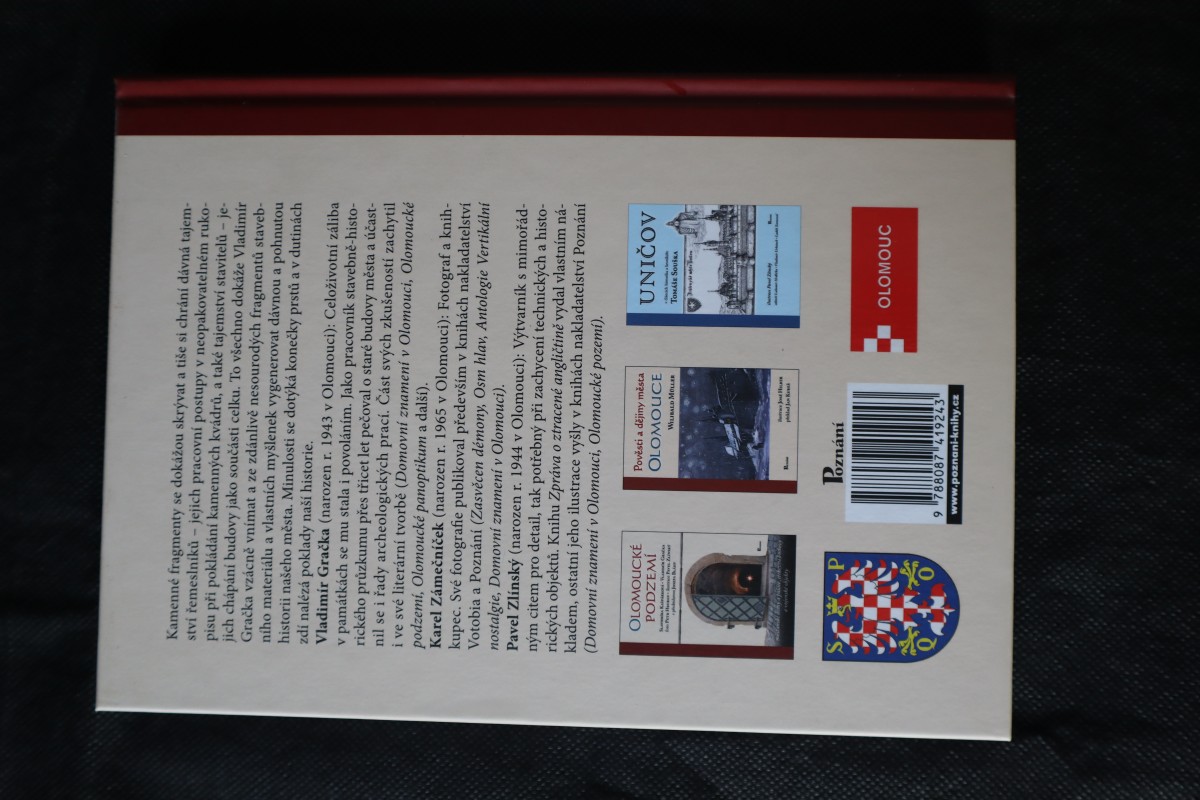 Kamenné fragmenty se dokážou skrývat a tiše si chrání dávná tajem-
ství řemeslníků – jejich pracovní postupy v neopakovatelném ruko-
pisu při pokládání kamenných kvádrů, a také tajemství stavitelů – je-
jich chápání budovy jako součásti celku. To všechno dokáže Vladimír
Gračka vzácně vnímat a ze zdánlivě nesourodých fragmentů staveb-
ního materiálu a vlastních myšlenek vygenerovat dávnou a pohnutou
historii našeho města. Minulosti se dotýká konečky prstů a v dutinách
zdí nalézá poklady naší historie.
Vladimír Gračka (narozen r. 1943 v Olomouci): Celoživotní záliba
v památkách se mu stala i povoláním. Jako pracovník stavebně-histo-
rického průzkumu přes třicet let pečoval o staré budovy města a účast-
nil se i řady archeologických prací. Část svých zkušeností zachytil
i ve své literární tvorbě (Domovní znamení v Olomouci, Olomoucké
podzemí, Olomoucké panoptikum a další).
Karel Zámečníček (narozen r. 1965 v Olomouci): Fotograf a knih-
kupec. Své fotografie publikoval především v knihách nakladatelství
Votobia a Poznání (Zasvěcen démony, Osm hlav, Antologie Vertikální
nostalgie, Domovní znamení v Olomouci).
Pavel Zlínský (narozen r. 1944 v Olomouci): Výtvarník s mimořád-
ným citem pro detail, tak potřebný při zachycení technických a histo-
rických objektů. Knihu Zpráva o ztracené angličtině vydal vlastním ná-
kladem, ostatní jeho ilustrace vyšly v knihách nakladatelství Poznání
(Domovní znamení v Olomouci, Olomoucké pozemí).
OLOMOUCKÉ
PODZEMÍ
Pověsti a dějiny města
OLOMOUCE
WILLIBALD MÜLLER
UNIČOV
TOMÁŠE SOUŠKA
S P
Q O
Poznání
9 788087 419243
www.poznani-knihy.cz
OLOMOUC